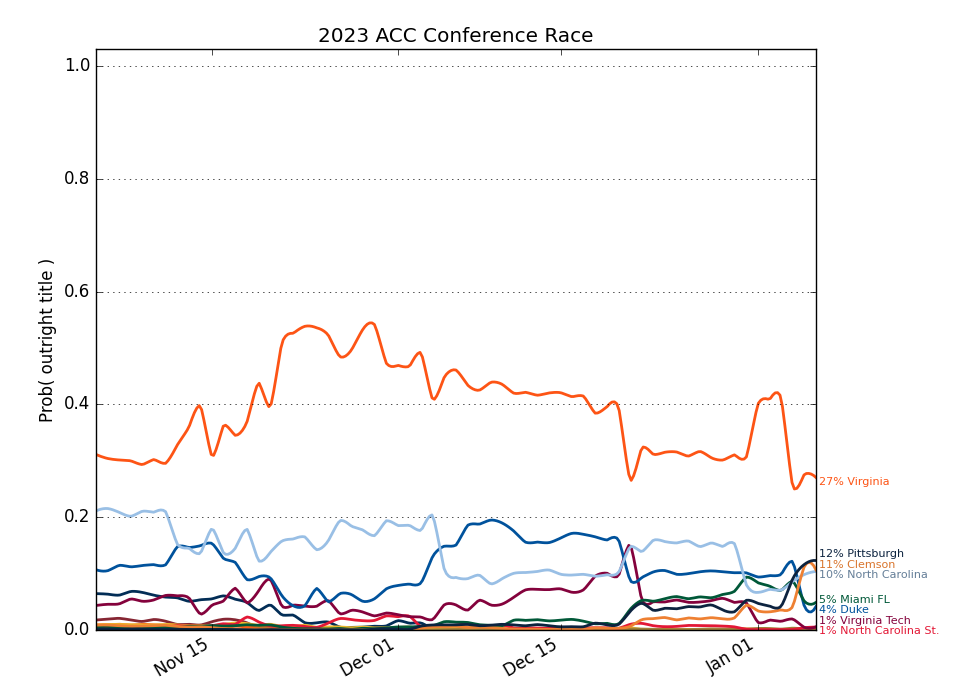 2023 ACC Conference Race
1.0
0.8
0.6
0.4
0.2
0.0
Prob( outright title )
27% Virginia
12% Pittsburgh
11% Clemson
10% North Carolina
5% Miami FL
4% Duke
1% Virginia Tech
1% North Carolina St.
Nov 15
Dec 01
Dec 15
Jan 01